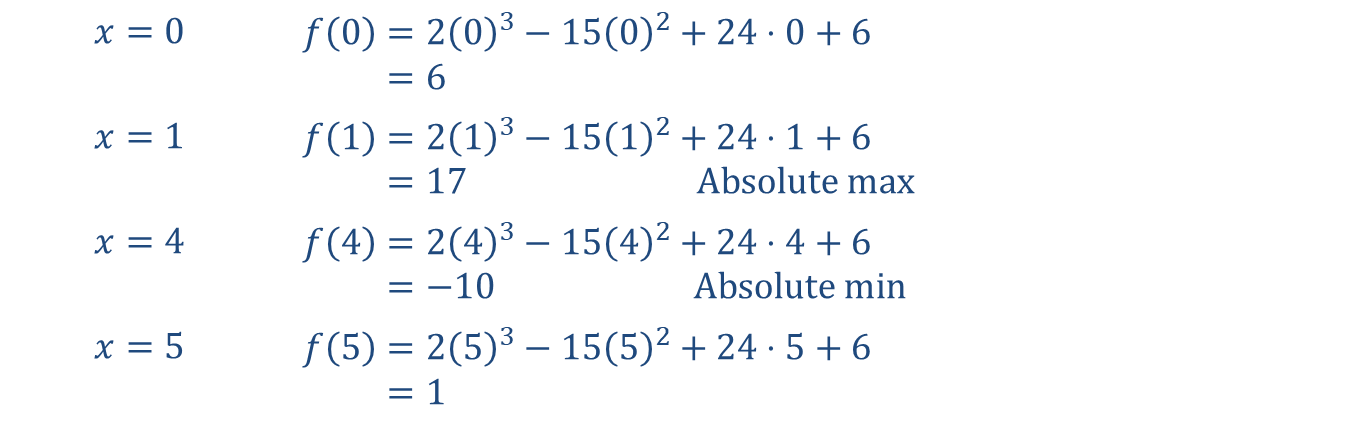 x = 0 f(0) = 2(0)³ − 15(0)² + 24 · 0 + 6
= 6
x = 1 f(1) = 2(1)³ − 15(1)² + 24 · 1 + 6
= 17 Absolute max
x = 4 f(4) = 2(4)³ − 15(4)² + 24 · 4 + 6
= −10 Absolute min
x = 5 f(5) = 2(5)³ − 15(5)² + 24 · 5 + 6
= 1